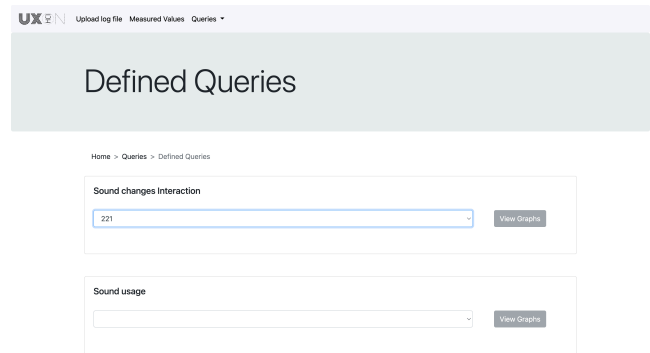 UX
Upload log file Measured Values Queries
Defined Queries
Home > Queries > Defined Queries
Sound changes Interaction
221 View Graphs
Sound usage
View Graphs